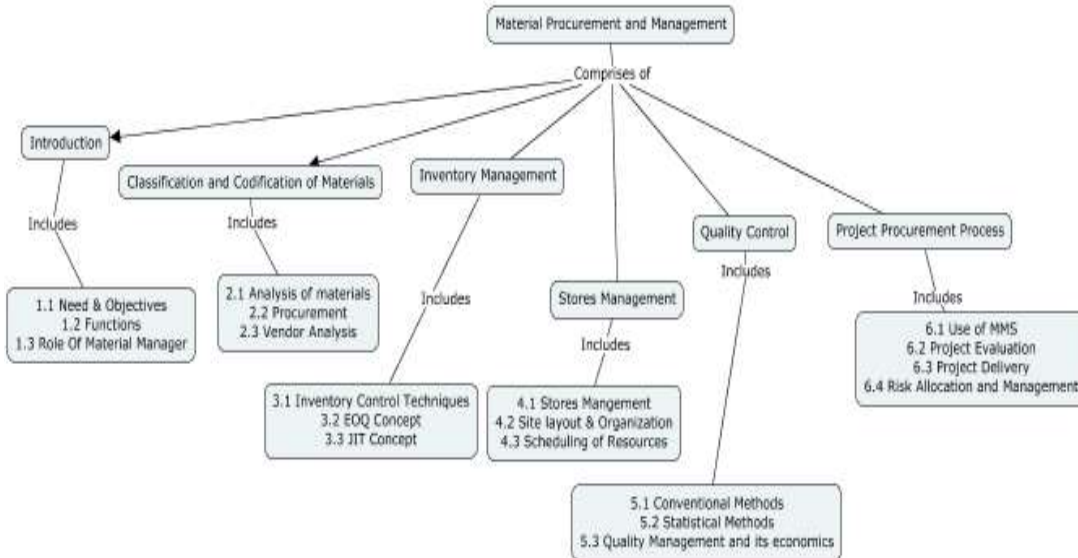 Material Procurement and Management
Comprises of
Introduction
Classification and Codification of Materials
Inventory Management
Quality Control
Project Procurement Process
Stores Management
Includes
Includes
Includes
Includes
Includes
Includes
1.1 Need & Objectives
1.2 Functions
1.3 Role Of Material Manager
2.1 Analysis of materials
2.2 Procurement
2.3 Vendor Analysis
3.1 Inventory Control Techniques
3.2 EOQ Concept
3.3 JIT Concept
4.1 Stores Mangement
4.2 Site layout & Organization
4.3 Scheduling of Resources
5.1 Conventional Methods
5.2 Statistical Methods
5.3 Quality Management and its economics
6.1 Use of MMS
6.2 Project Evaluation
6.3 Project Delivery
6.4 Risk Allocation and Management